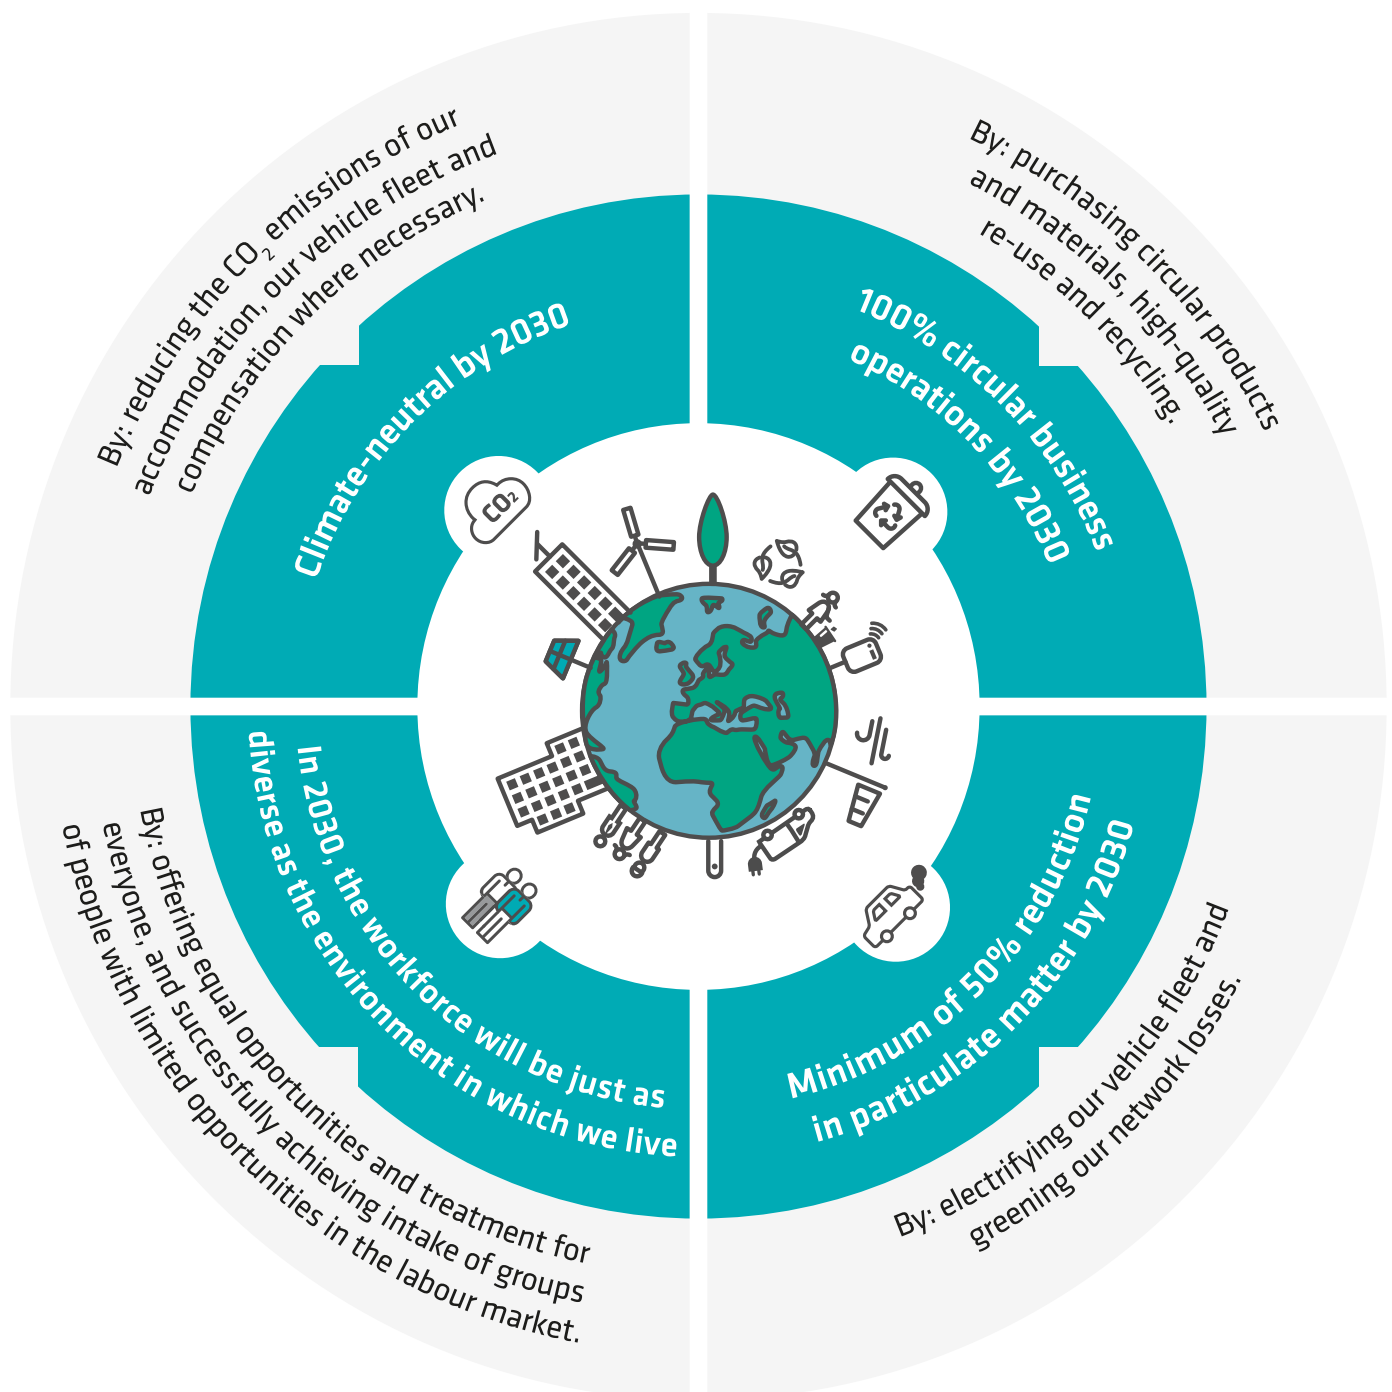 By: reducing the CO₂ emissions of our
accommodation, our vehicle fleet and
compensation where necessary.
Climate-neutral by 2030
CO₂
By: purchasing circular products
and materials, high-quality
re-use and recycling.
100% circular business
operations by 2030
In 2030, the workforce will be just as
diverse as the environment in which we live
By: offering equal opportunities and treatment for
everyone, and successfully achieving intake of groups
of people with limited opportunities in the labour market.
Minimum of 50% reduction
in particulate matter by 2030
By: electrifying our vehicle fleet and
greening our network losses.